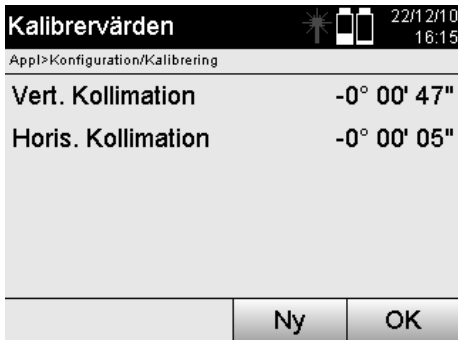 Kalibrervärden 22/12/10
16:15
Appl>Konfiguration/Kalibrering
Vert. Kollimation -0° 00' 47"
Horis. Kollimation -0° 00' 05"
Ny OK